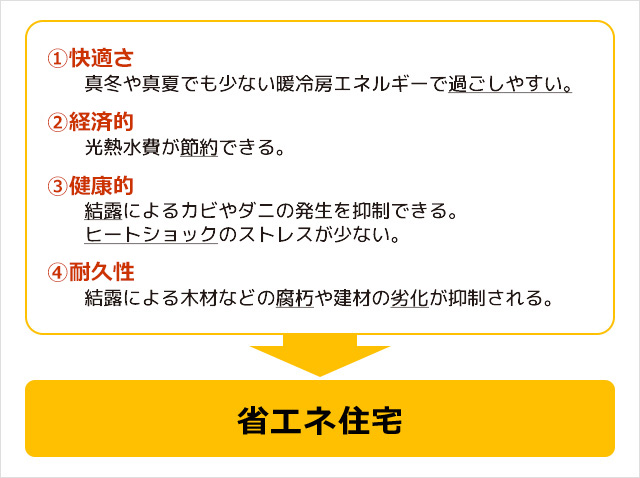 ①快適さ
真冬や真夏でも少ない暖冷房エネルギーで過ごしやすい。
②経済的
光熱水費が節約できる。
③健康的
結露によるカビやダニの発生を抑制できる。
ヒートショックのストレスが少ない。
④耐久性
結露による木材などの腐朽や建材の劣化が抑制される。
省エネ住宅